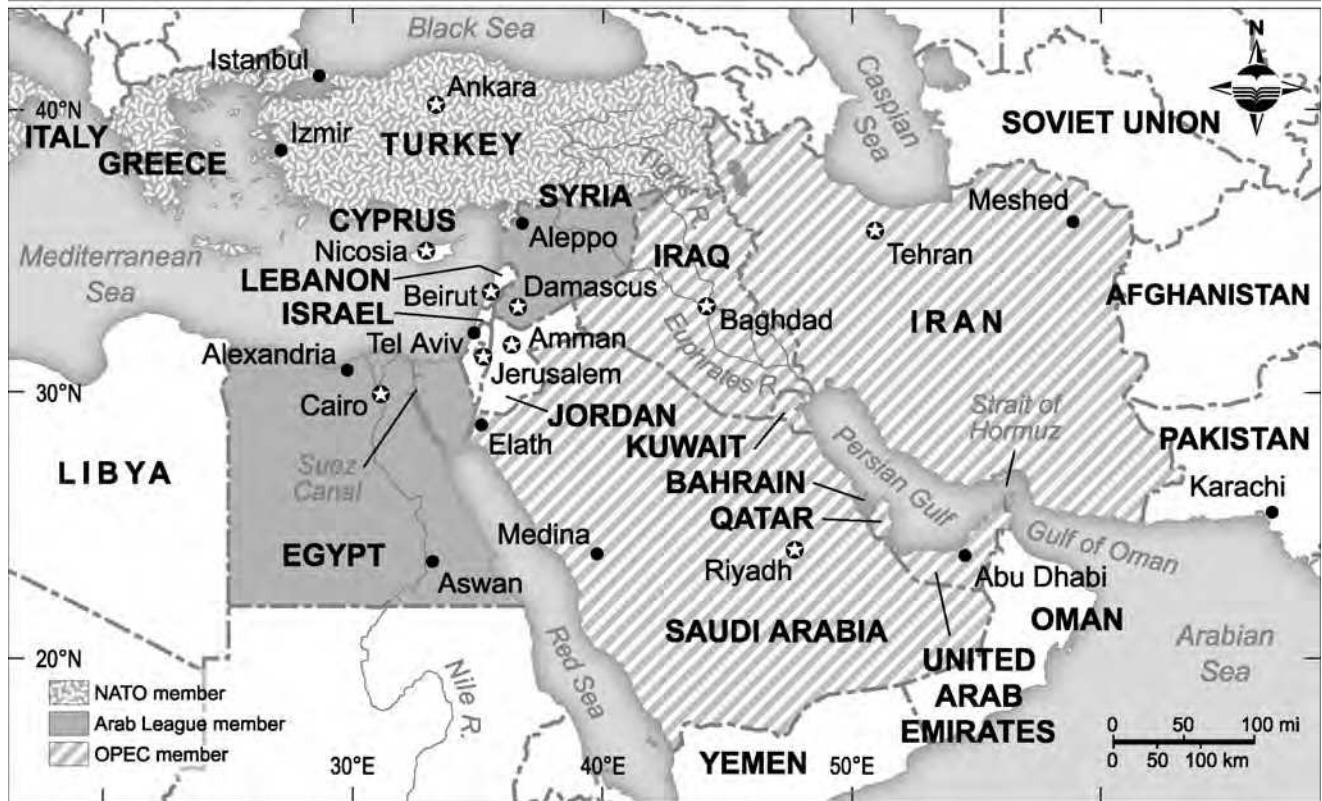 Black Sea
Istanbul
Ankara
Caspian
Sea
N
40°N
ITALY
GREECE
Izmir
TURKEY
SOVIET UNION
Tigris R.
SYRIA
Meshed
CYPRUS
Nicosia
Aleppo
Tehran
Mediterranean
Sea
IRAQ
LEBANON
Beirut
Damascus
AFGHANISTAN
ISRAEL
Baghdad
IRAN
Tel Aviv
Amman
Alexandria
Jerusalem
Euphrates R.
30°N
Cairo
JORDAN
Strait of
Hormuz
Elath
KUWAIT
PAKISTAN
LIBYA
Suez
Canal
BAHRAIN
Persian Gulf
Karachi
QATAR
Medina
Gulf of Oman
EGYPT
Riyadh
Abu Dhabi
Aswan
OMAN
SAUDI ARABIA
Arabian
Sea
20°N
Red Sea
UNITED
ARAB
EMIRATES
NATO member
Arab League member
OPEC member
Nile R.
0 50 100 mi
0 50 100 km
YEMEN
30°E
40°E
50°E